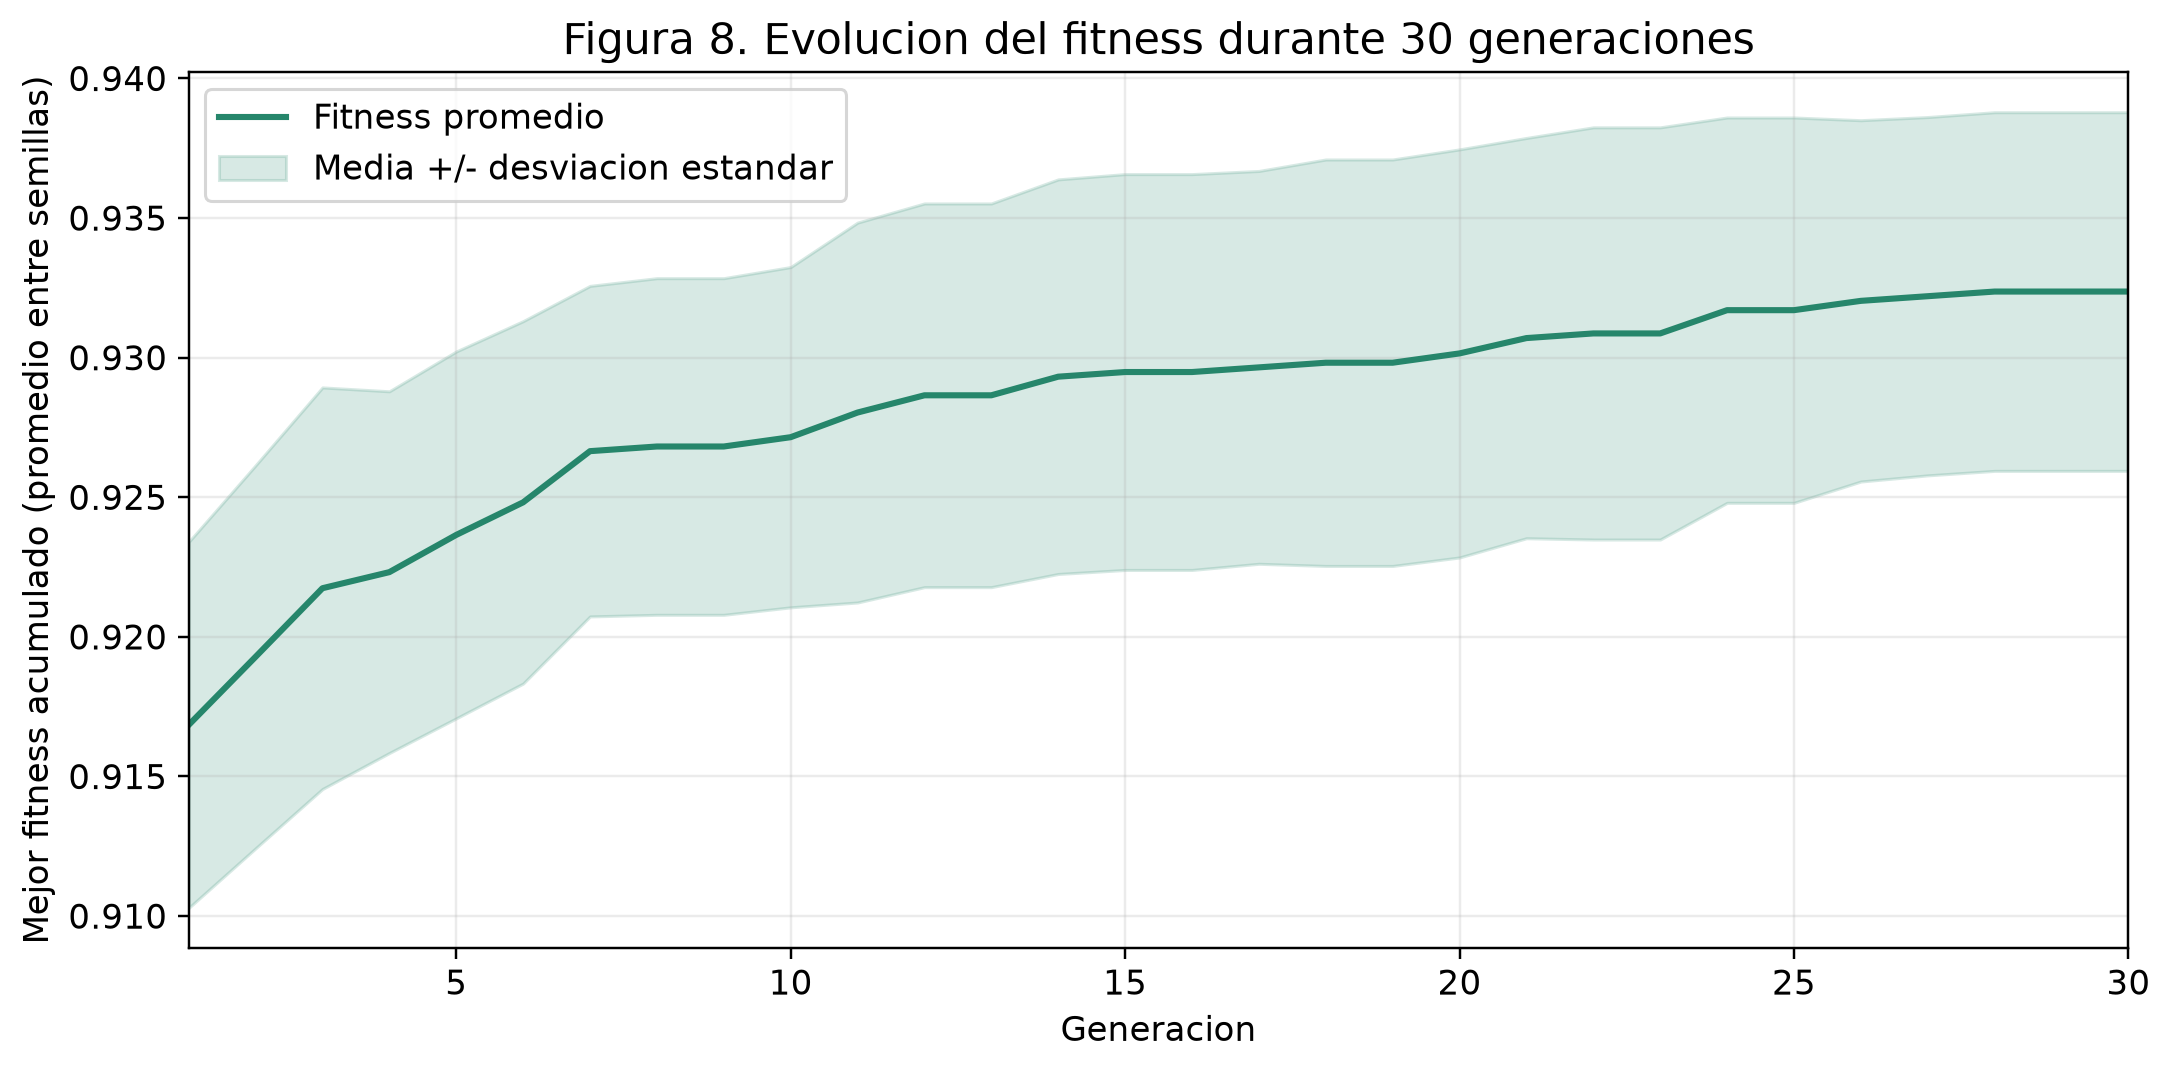 Figura 8. Evolucion del fitness durante 30 generaciones
Fitness promedio
Media +/- desviacion estandar
Mejor fitness acumulado (promedio entre semillas)
0.940
0.935
0.930
0.925
0.920
0.915
0.910
5 10 15 20 25 30
Generacion